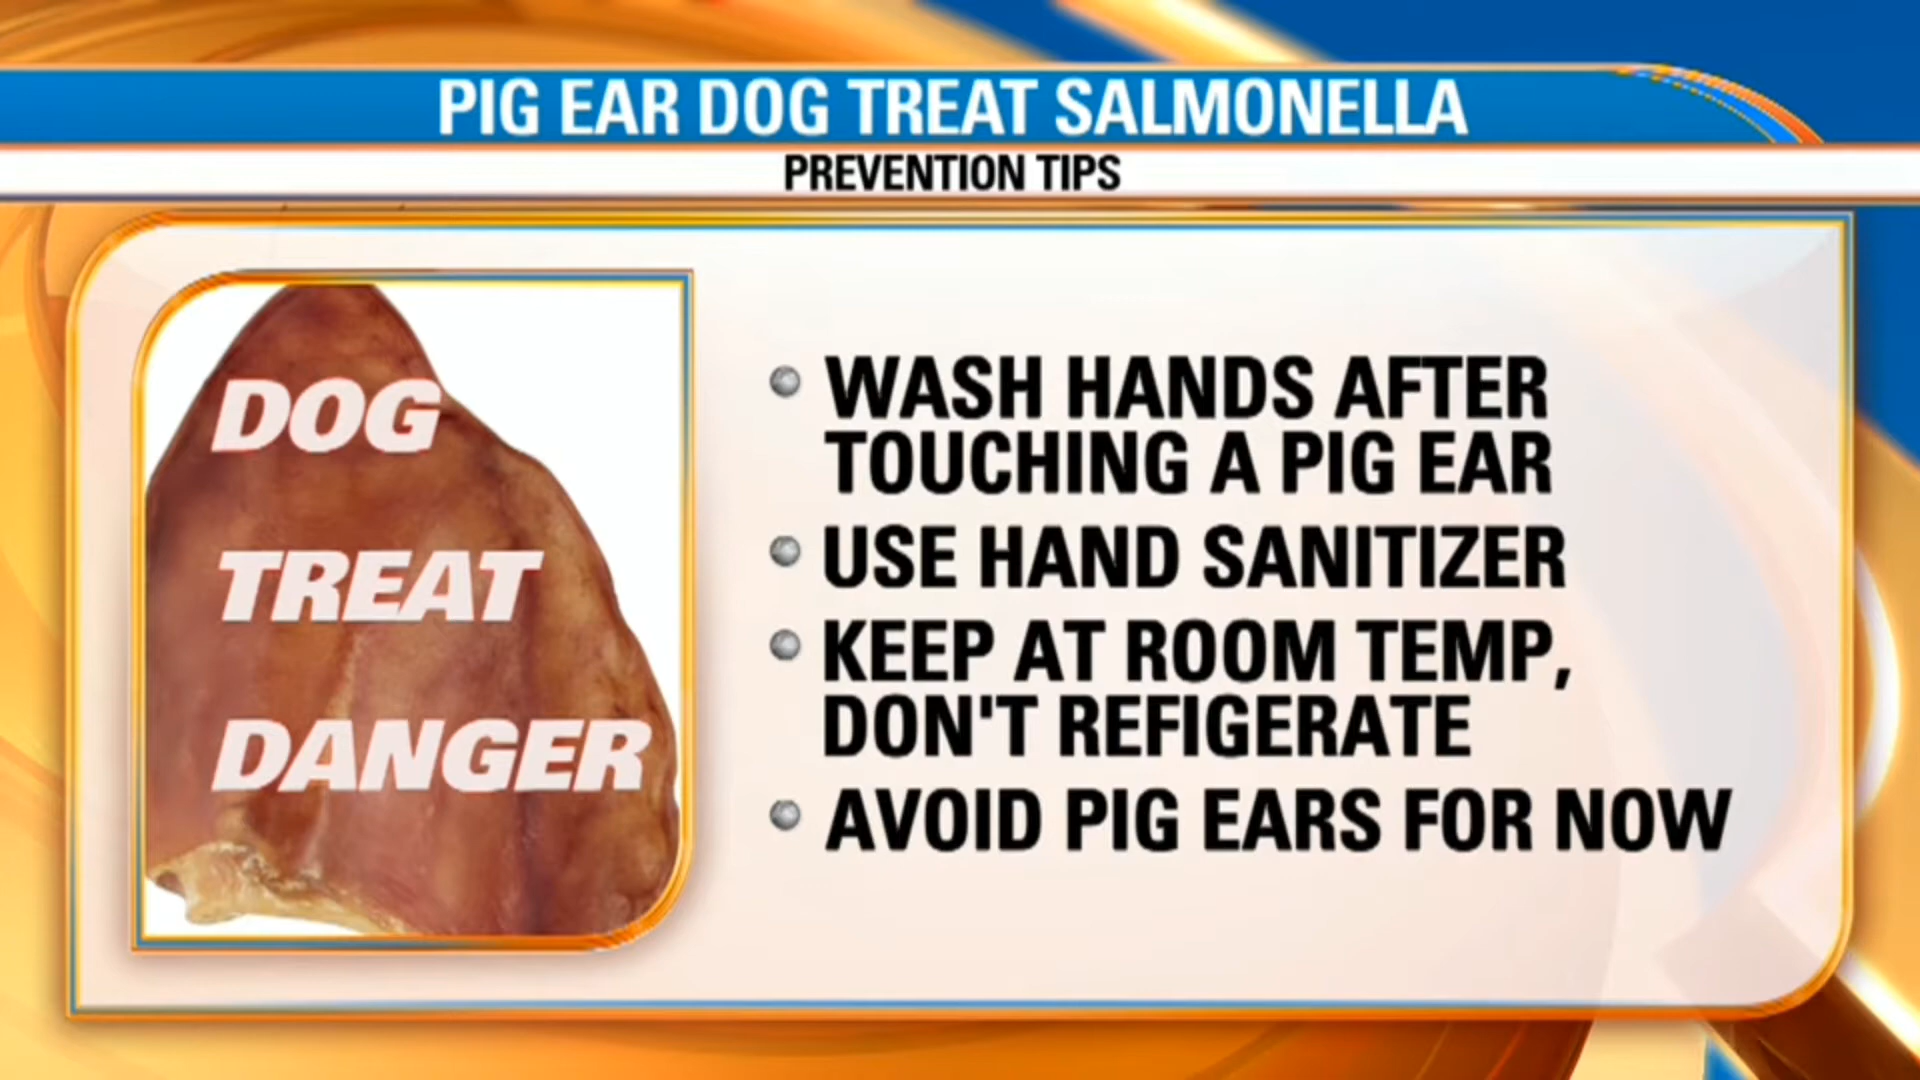 PIG EAR DOG TREAT SALMONELLA
PREVENTION TIPS
DOG
TREAT
DANGER
WASH HANDS AFTER
TOUCHING A PIG EAR
USE HAND SANITIZER
KEEP AT ROOM TEMP,
DON'T REFIGERATE
AVOID PIG EARS FOR NOW